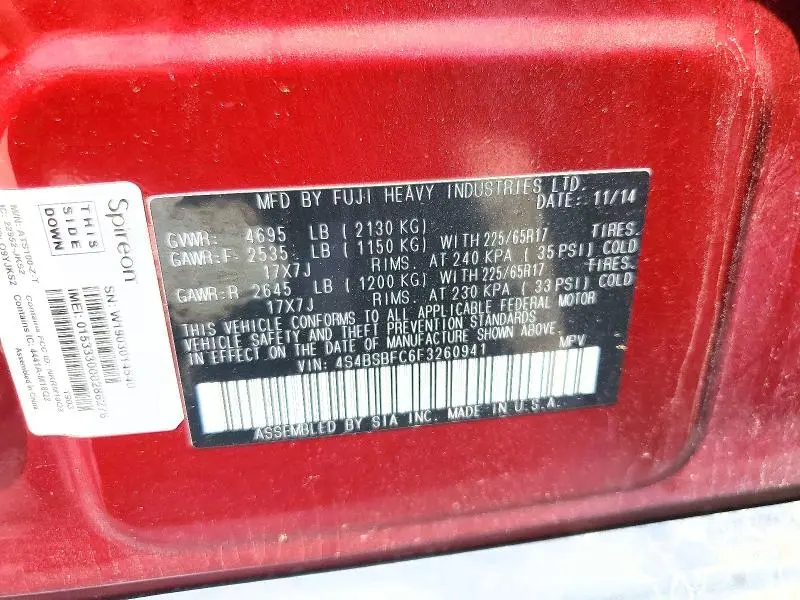 MFD BY FUJI HEAVY INDUSTRIES LTD.
DATE: 11/14
GVWR: 4695 LB ( 2130 KG)
GAWR:F 2535 LB ( 1150 KG) WITH 225/65R17 TIRES.
17X7J RIMS. AT 240 KPA ( 35 PSI) COLD
GAWR:R 2645 LB ( 1200 KG) WITH 225/65R17 TIRES.
17X7J RIMS. AT 230 KPA ( 33 PSI) COLD
THIS VEHICLE CONFORMS TO ALL APPLICABLE FEDERAL MOTOR
VEHICLE SAFETY AND THEFT PREVENTION STANDARDS
IN EFFECT ON THE DATE OF MANUFACTURE SHOWN ABOVE.
VIN: 4S4BSBFC6F3260941 MPV
ASSEMBLED BY SIA INC. MADE IN U.S.A.
Spireon
THIS
SIDE
DOWN